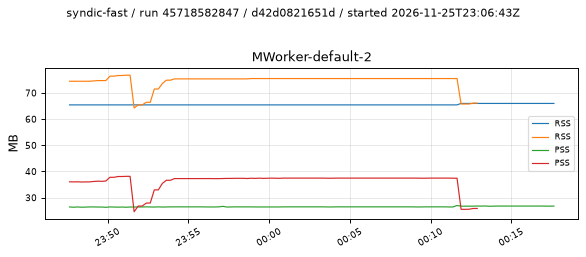 syndic-fast / run 45718582847 / d42d0821651d / started 2026-11-25T23:06:43Z
MWorker-default-2
MB
70
60
50
40
30
RSS
RSS
PSS
PSS
23:50
23:55
00:00
00:05
00:10
00:15